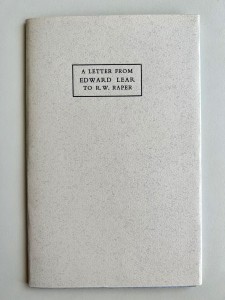 A LETTER FROM
EDWARD LEAR
TO R.W. RAPER